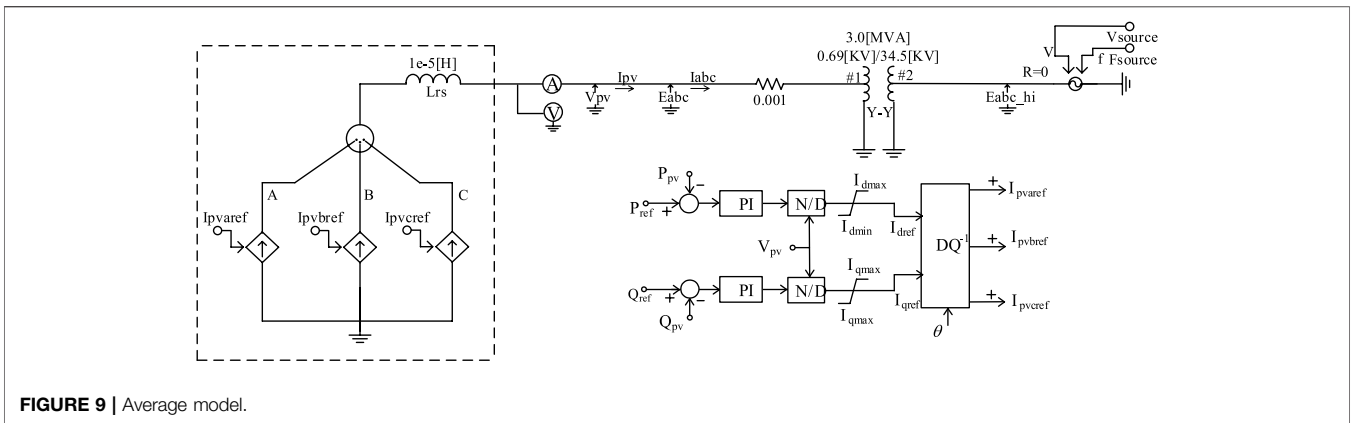 3.0[MVA]
0.69[KV]/34.5[KV]
Vsource
V
f Fsource
1e-5[H]
Lrs
A
V
Vpv
Ipv
Eabc
Iabc
0.001
#1
#2
Y-Y
R=0
Eabc_hi
A
B
C
Ipvaref
Ipvbref
Ipvcref
Ppv
−
Pref
+
PI
N/D
Idmax
Idmin
Idref
Vpv
DQ-1
+
Ipvaref
+
Ipvbref
+
Ipvcref
Qref
+
−
Qpv
PI
N/D
Iqmax
Iqmax
Iqref
θ
FIGURE 9 | Average model.